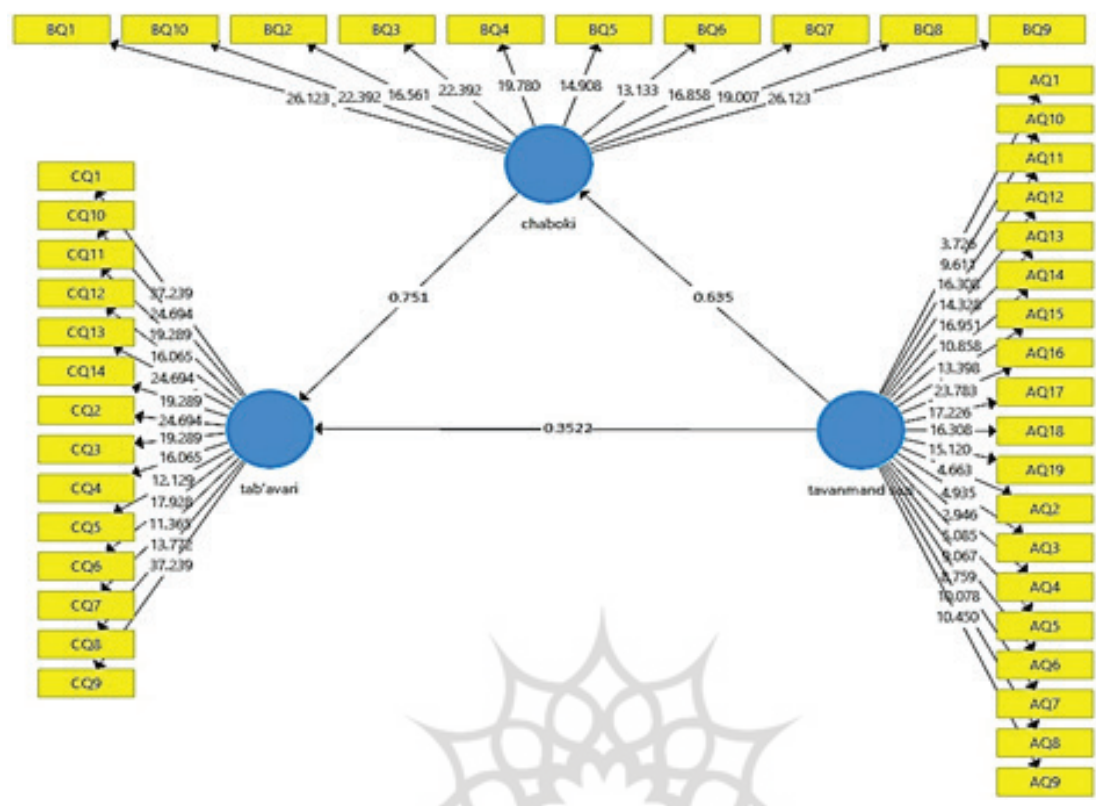 BQ1 BQ10 BQ2 BQ3 BQ4 BQ5 BQ6 BQ7 BQ8 BQ9
26.123 22.392 16.561 22.392 19.780 14.908 13.133 16.858 19.007 26.123
chaboki
AQ1
AQ10
AQ11
AQ12
AQ13
AQ14
AQ15
AQ16
AQ17
AQ18
AQ19
AQ2
AQ3
AQ4
AQ5
AQ6
AQ7
AQ8
AQ9
3.726
9.611
16.308
14.328
16.951
10.858
13.398
23.783
17.226
16.308
15.120
4.663
4.935
2.946
10.078
10.450
tavanmand
CQ1
CQ10
CQ11
CQ12
CQ13
CQ14
CQ2
CQ3
CQ4
CQ5
CQ6
CQ7
CQ8
CQ9
37.239
24.694
19.289
16.065
24.694
19.289
24.694
19.289
16.065
12.129
17.928
11.363
13.772
37.239
tab'avari
0.751
0.635
0.3522